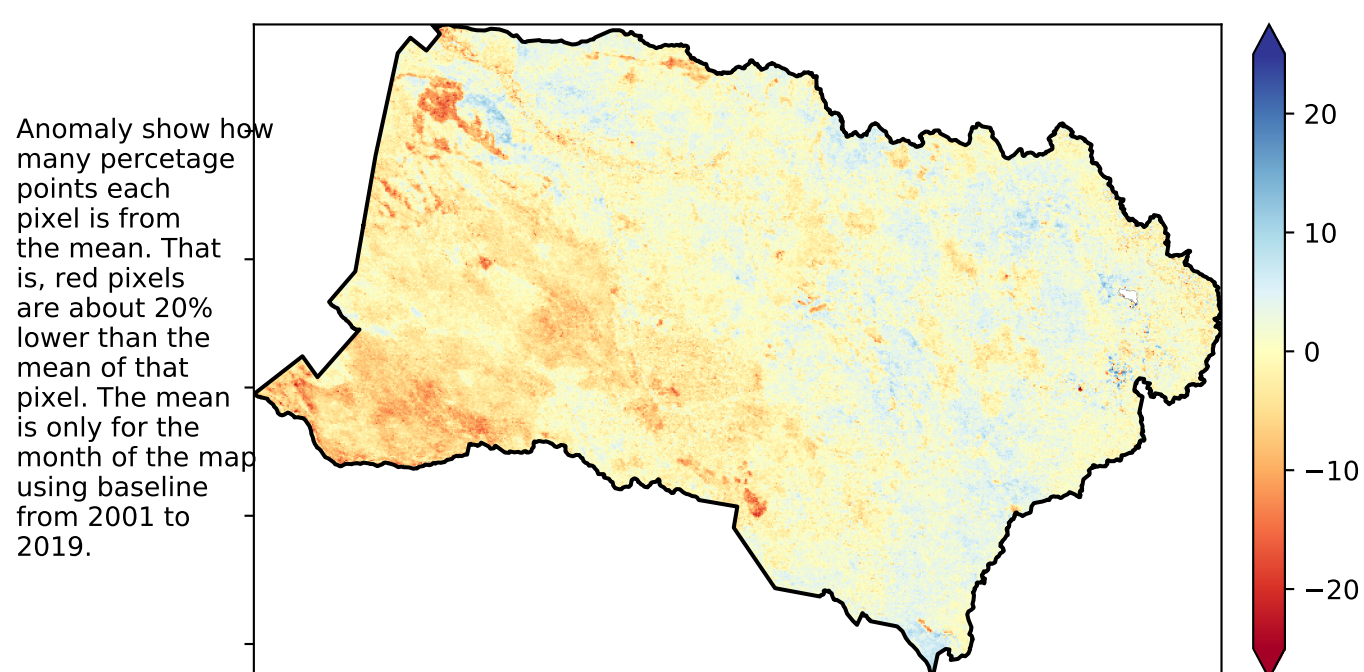 Anomaly show how
many percetage
points each
pixel is from
the mean. That
is, red pixels
are about 20%
lower than the
mean of that
pixel. The mean
is only for the
month of the map
using baseline
from 2001 to
2019.
20
10
0
−10
−20